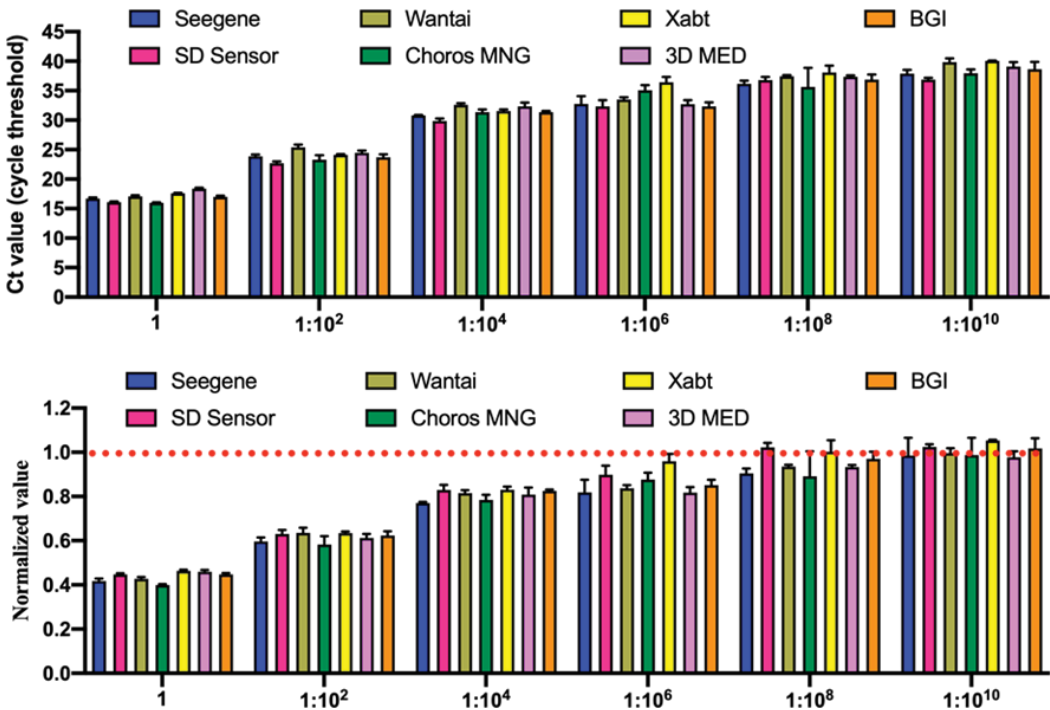 Seegene Wantai Xabt BGI
SD Sensor Choros MNG 3D MED
Ct value (cycle threshold)
45
40
35
30
25
20
15
10
5
0
1 1:10² 1:10⁴ 1:10⁶ 1:10⁸ 1:10¹⁰
Seegene Wantai Xabt BGI
SD Sensor Choros MNG 3D MED
Normalized value
1.2
1.0
0.8
0.6
0.4
0.2
0.0
1 1:10² 1:10⁴ 1:10⁶ 1:10⁸ 1:10¹⁰